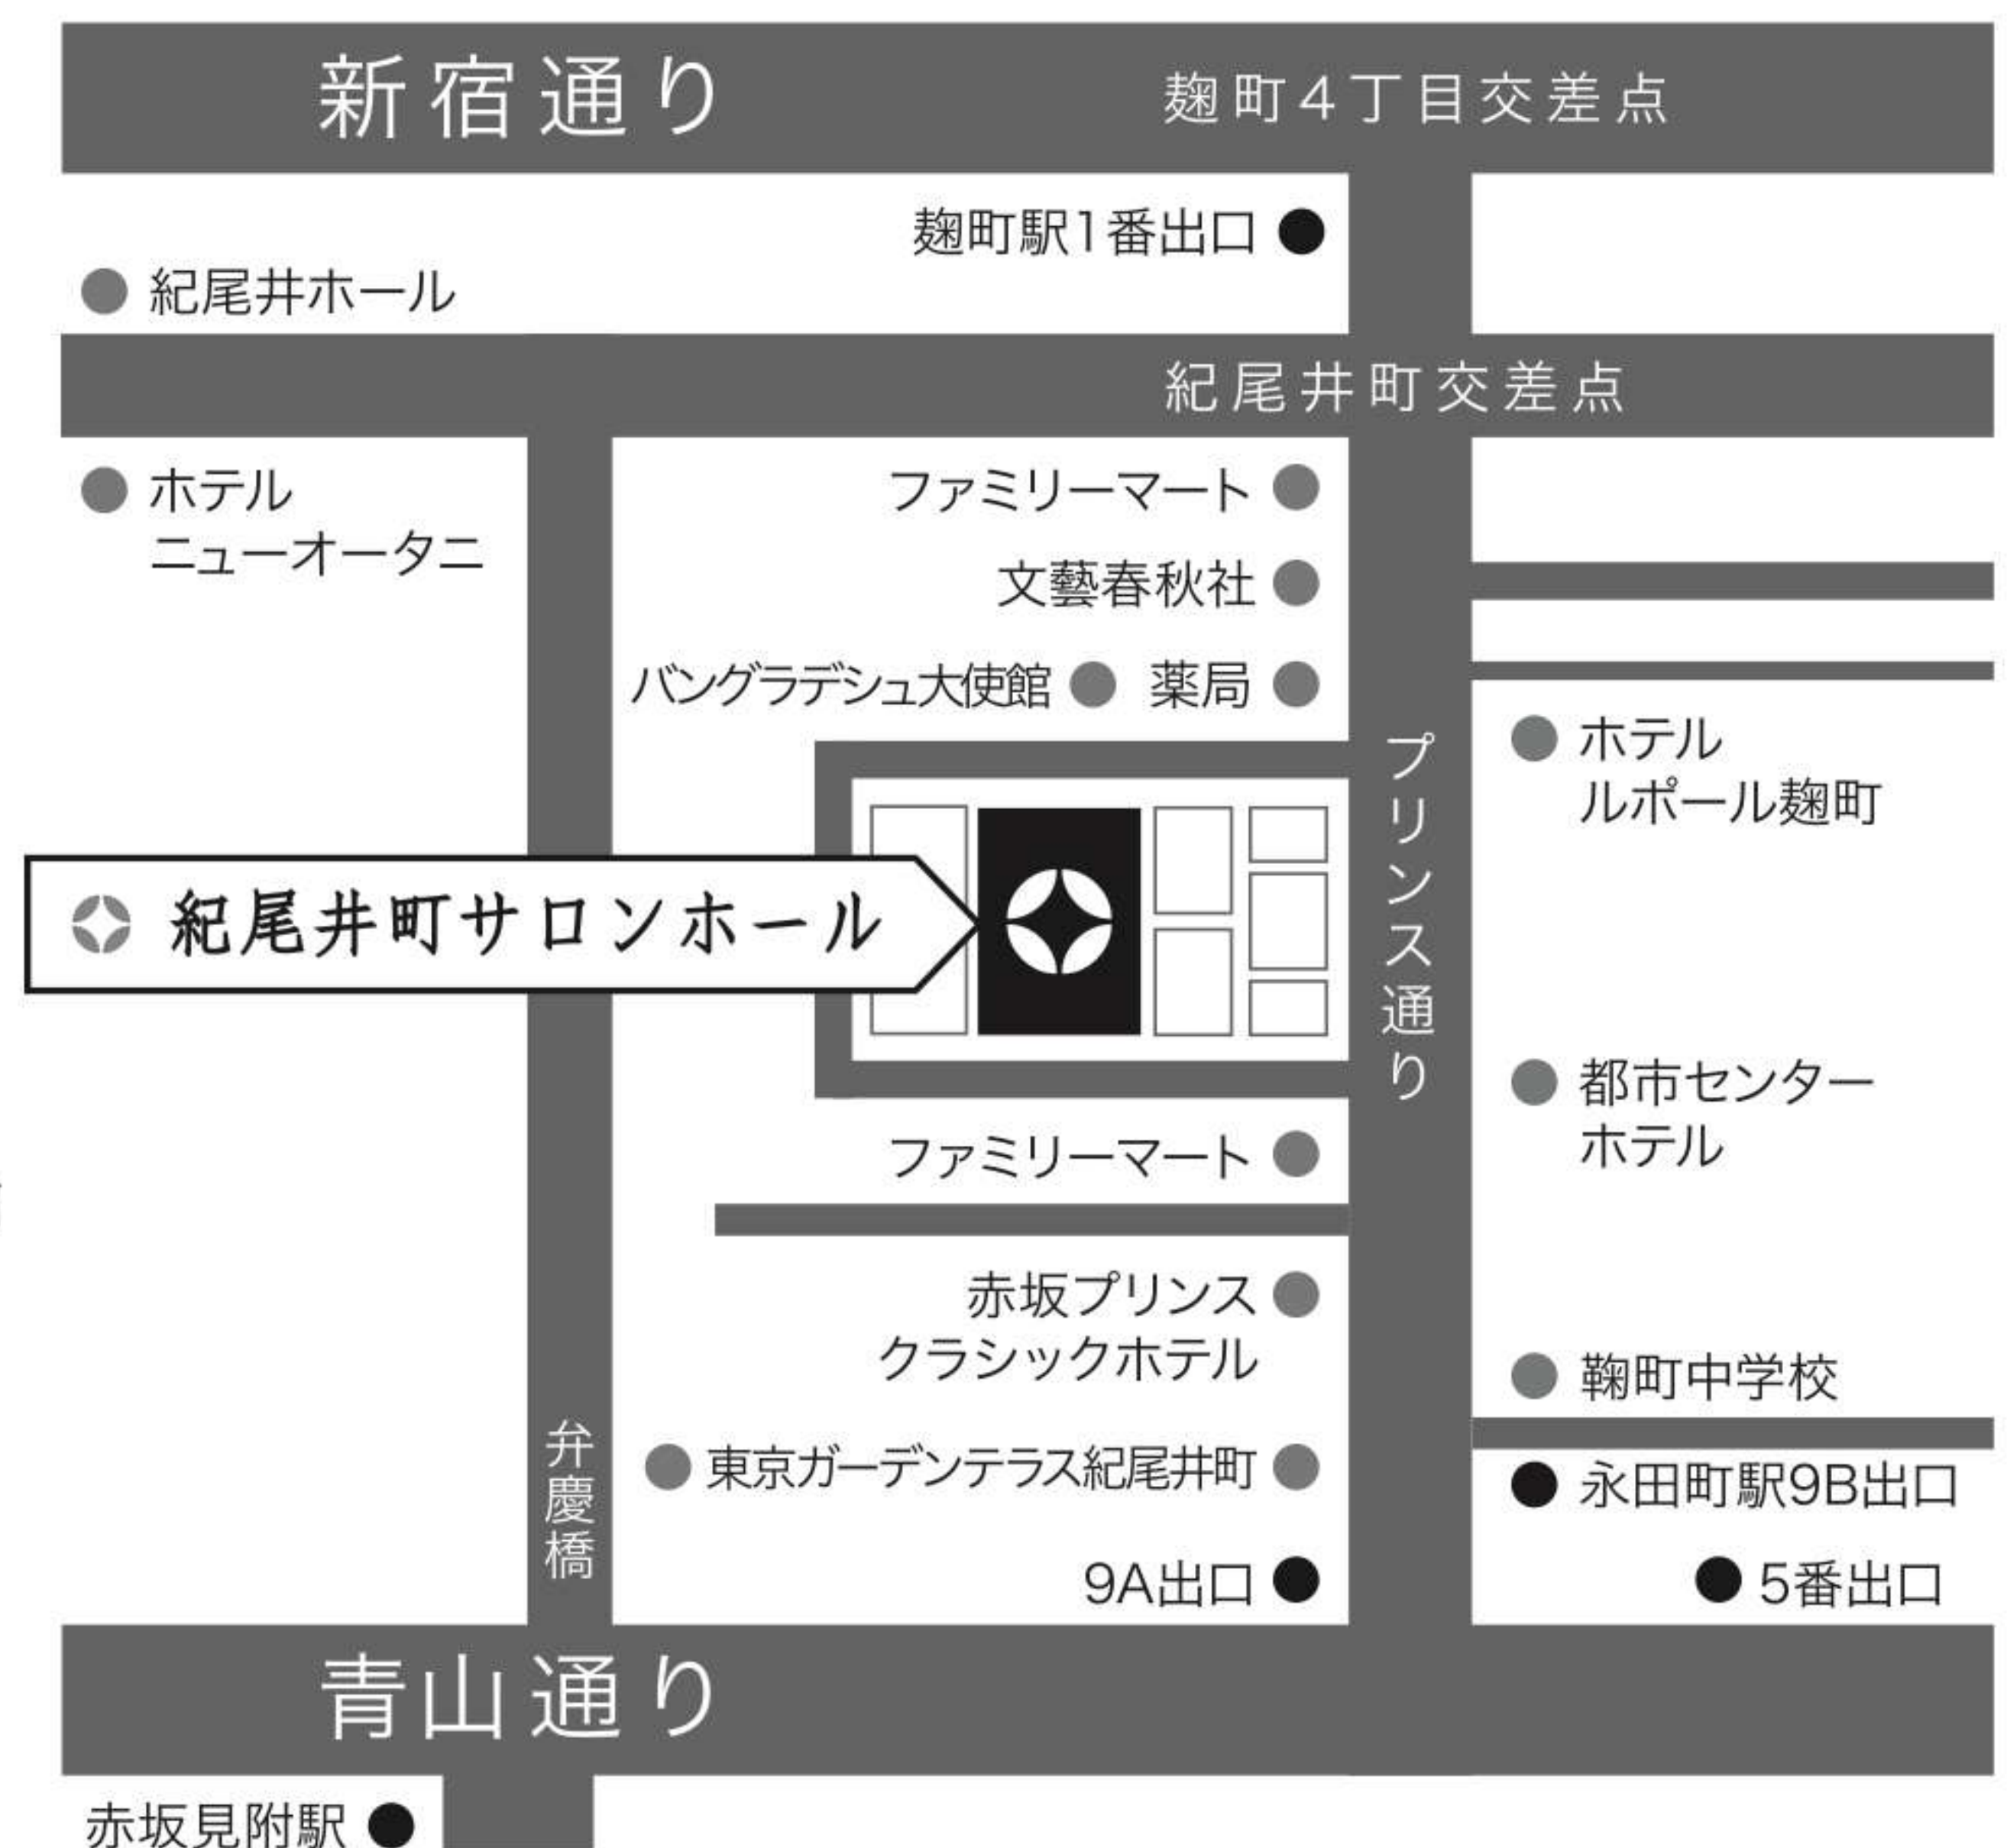 新宿通り
麹町4丁目交差点
麹町駅1番出口
紀尾井ホール
紀尾井町交差点
ホテル
ニューオータニ
ファミリーマート
文藝春秋社
バングラデシュ大使館
薬局
ホテル
ルポール麹町
プリンス通り
紀尾井町サロンホール
都市センター
ホテル
ファミリーマート
赤坂プリンス
クラシックホテル
鞠町中学校
弁慶橋
東京ガーデンテラス紀尾井町
永田町駅9B出口
9A出口
5番出口
青山通り
赤坂見附駅